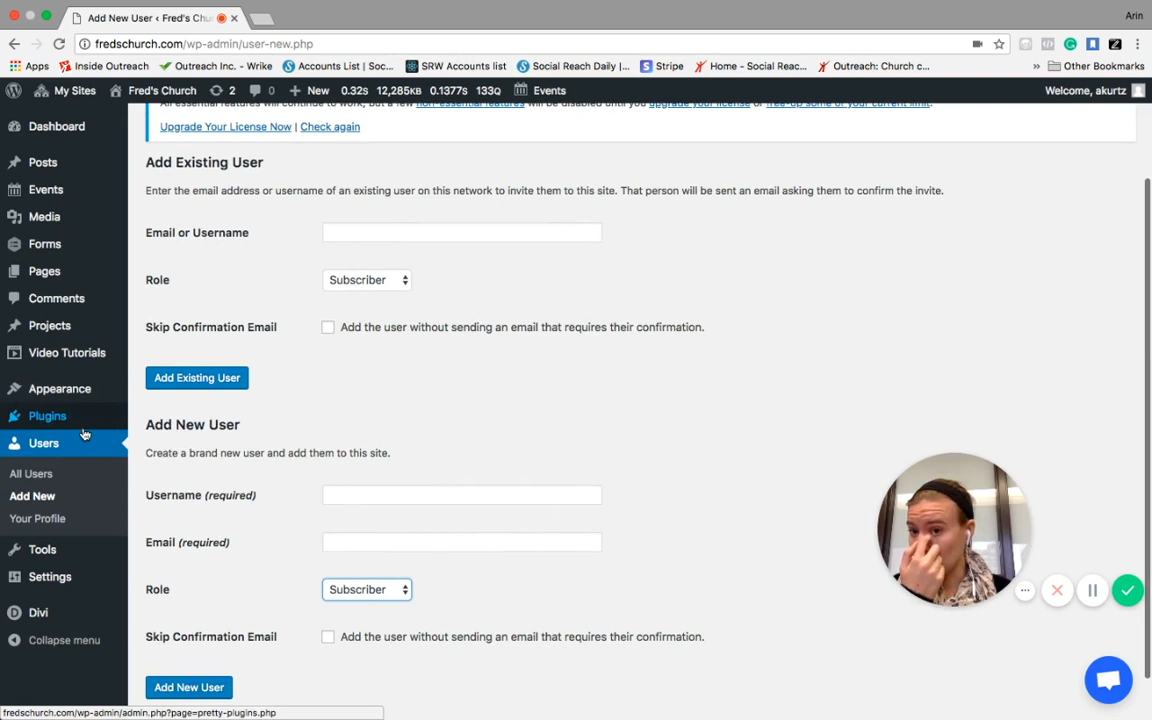 Add New User ‹ Fred's Chu
Arin
fredschurch.com/wp-admin/user-new.php
Apps
Inside Outreach
Outreach Inc. - Wrike
Accounts List | Soc...
SRW Accounts list
Social Reach Daily |...
Stripe
Home - Social Reac...
Outreach: Church c...
»
Other Bookmarks
My Sites
Fred's Church
2
0
+ New
0.32s
12,285KB
0.1377s
133Q
Events
Welcome, akurtz
All essential features will continue to work, but a few non-essential features will be disabled until you upgrade your license or free-up some of your current limit.
Upgrade Your License Now | Check again
Dashboard
Posts
Events
Media
Forms
Pages
Comments
Projects
Video Tutorials
Appearance
Plugins
Users
All Users
Add New
Your Profile
Tools
Settings
Divi
Collapse menu
Add Existing User
Enter the email address or username of an existing user on this network to invite them to this site. That person will be sent an email asking them to confirm the invite.
Email or Username
Role
Subscriber
Skip Confirmation Email
Add the user without sending an email that requires their confirmation.
Add Existing User
Add New User
Create a brand new user and add them to this site.
Username (required)
Email (required)
Role
Subscriber
Skip Confirmation Email
Add the user without sending an email that requires their confirmation.
Add New User
fredschurch.com/wp-admin/admin.php?page=pretty-plugins.php